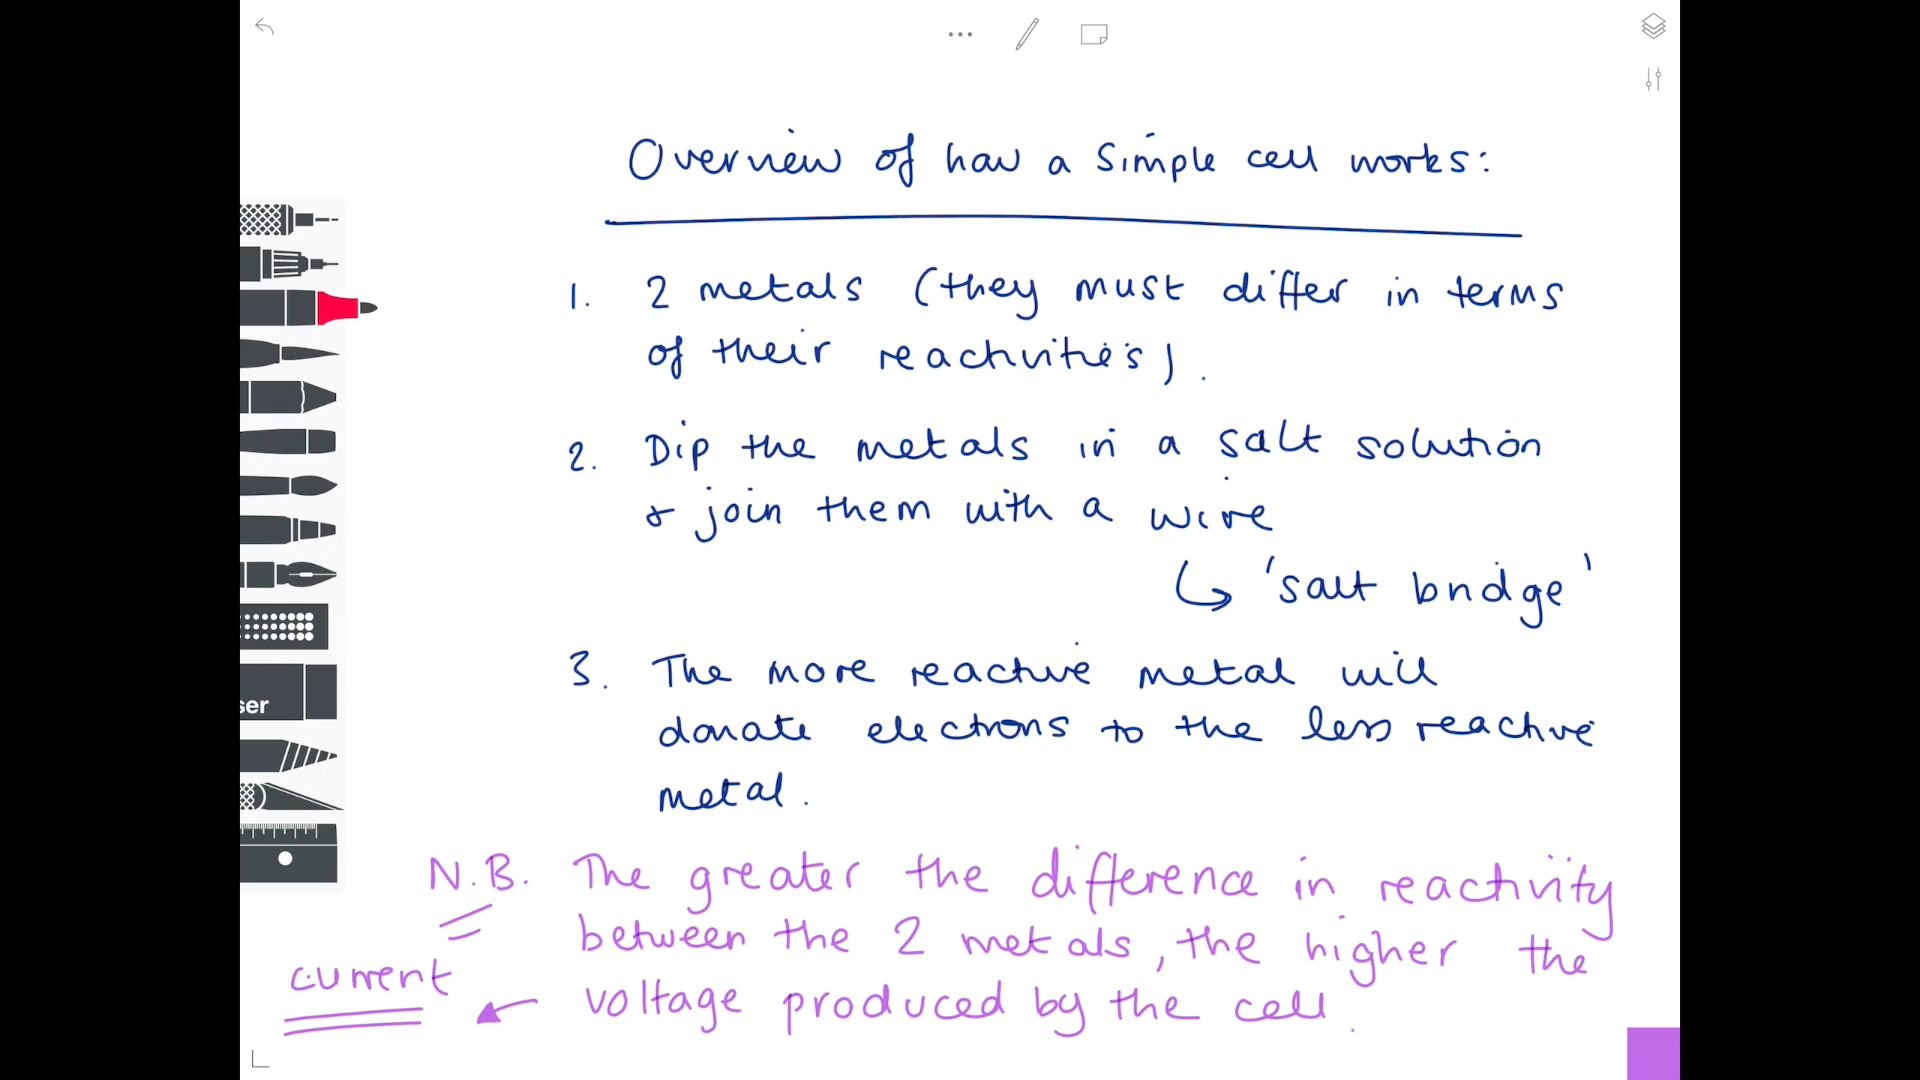 Overview of how a simple cell works:
1. 2 metals (they must differ in terms
of their reactivities).
2. Dip the metals in a salt solution
& join them with a wire
↳ 'salt bridge'
3. The more reactive metal will
donate electrons to the less reactive
metal.
N.B. The greater the difference in reactivity
between the 2 metals, the higher the
current ← voltage produced by the cell.
ser